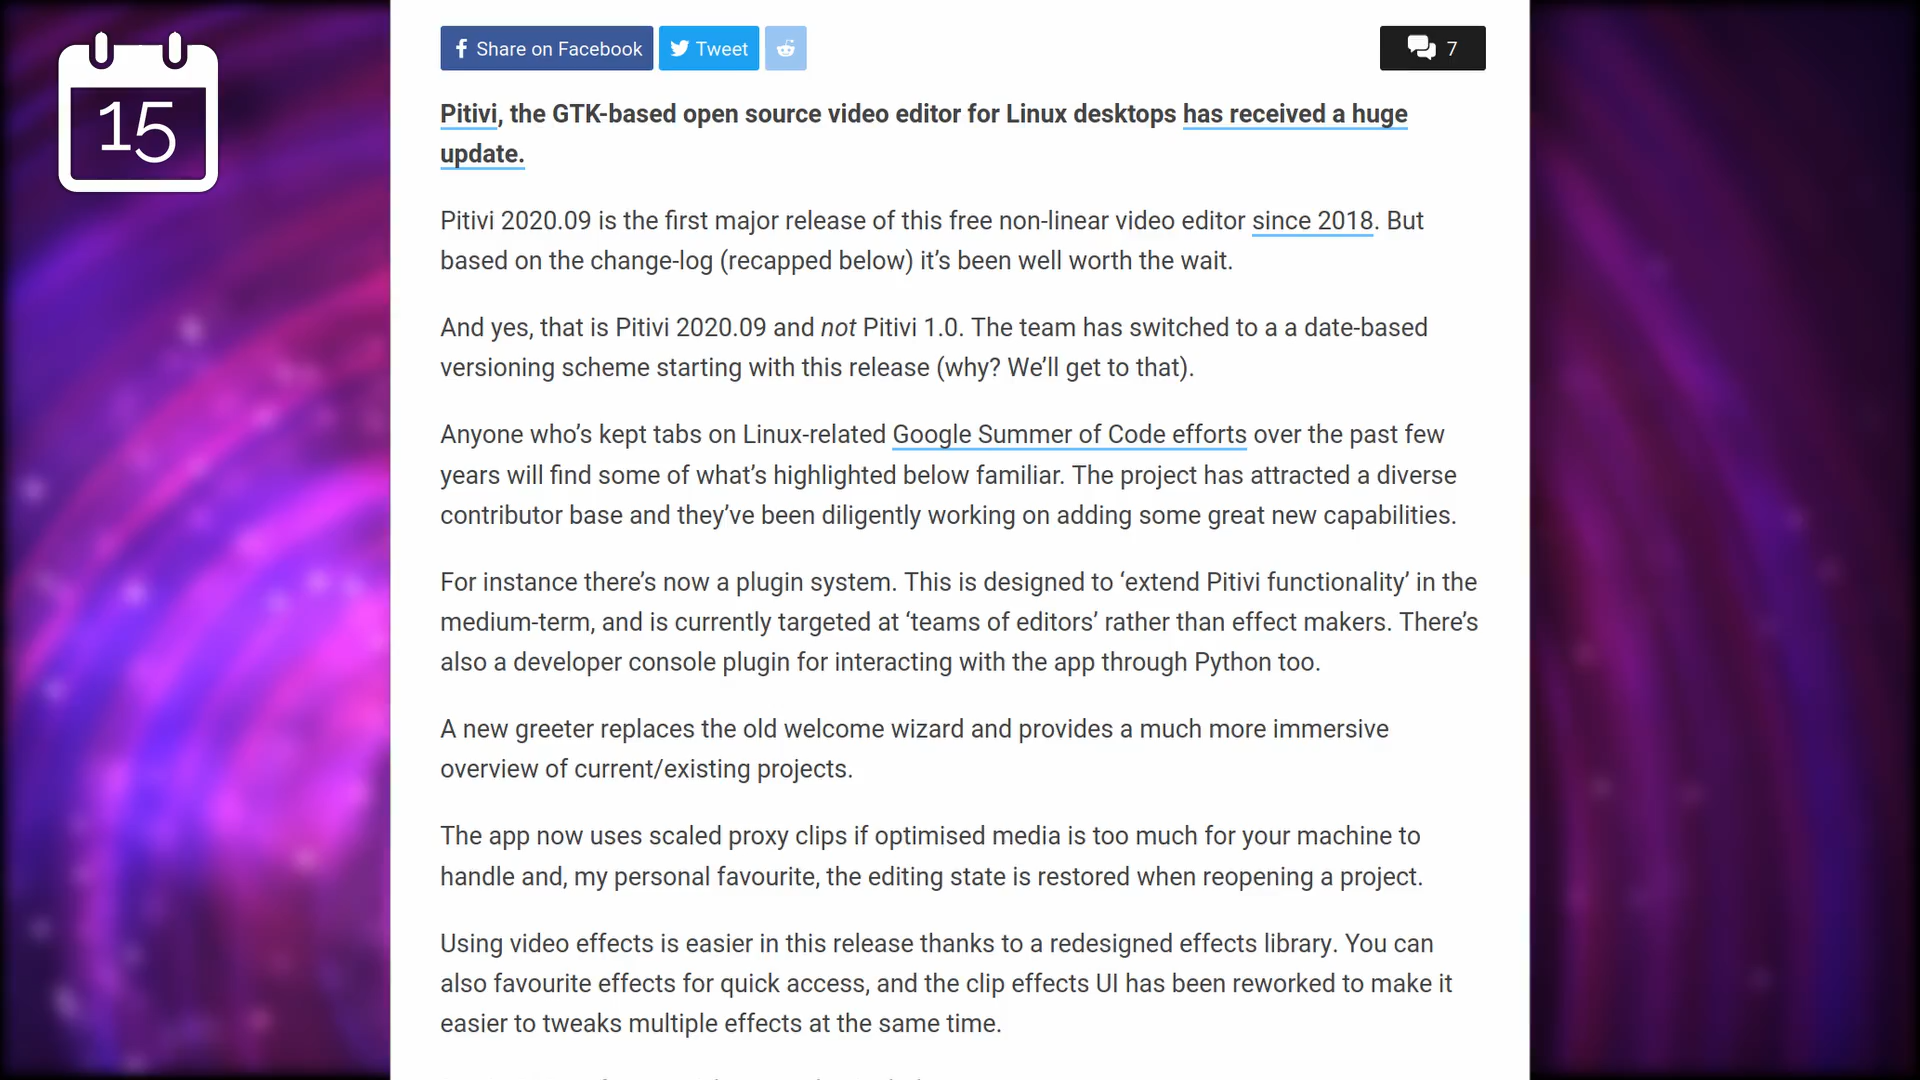 15
Share on Facebook
Tweet
7
Pitivi, the GTK-based open source video editor for Linux desktops has received a huge
update.
Pitivi 2020.09 is the first major release of this free non-linear video editor since 2018. But
based on the change-log (recapped below) it’s been well worth the wait.
And yes, that is Pitivi 2020.09 and not Pitivi 1.0. The team has switched to a a date-based
versioning scheme starting with this release (why? We’ll get to that).
Anyone who’s kept tabs on Linux-related Google Summer of Code efforts over the past few
years will find some of what’s highlighted below familiar. The project has attracted a diverse
contributor base and they’ve been diligently working on adding some great new capabilities.
For instance there’s now a plugin system. This is designed to ‘extend Pitivi functionality’ in the
medium-term, and is currently targeted at ‘teams of editors’ rather than effect makers. There’s
also a developer console plugin for interacting with the app through Python too.
A new greeter replaces the old welcome wizard and provides a much more immersive
overview of current/existing projects.
The app now uses scaled proxy clips if optimised media is too much for your machine to
handle and, my personal favourite, the editing state is restored when reopening a project.
Using video effects is easier in this release thanks to a redesigned effects library. You can
also favourite effects for quick access, and the clip effects UI has been reworked to make it
easier to tweaks multiple effects at the same time.